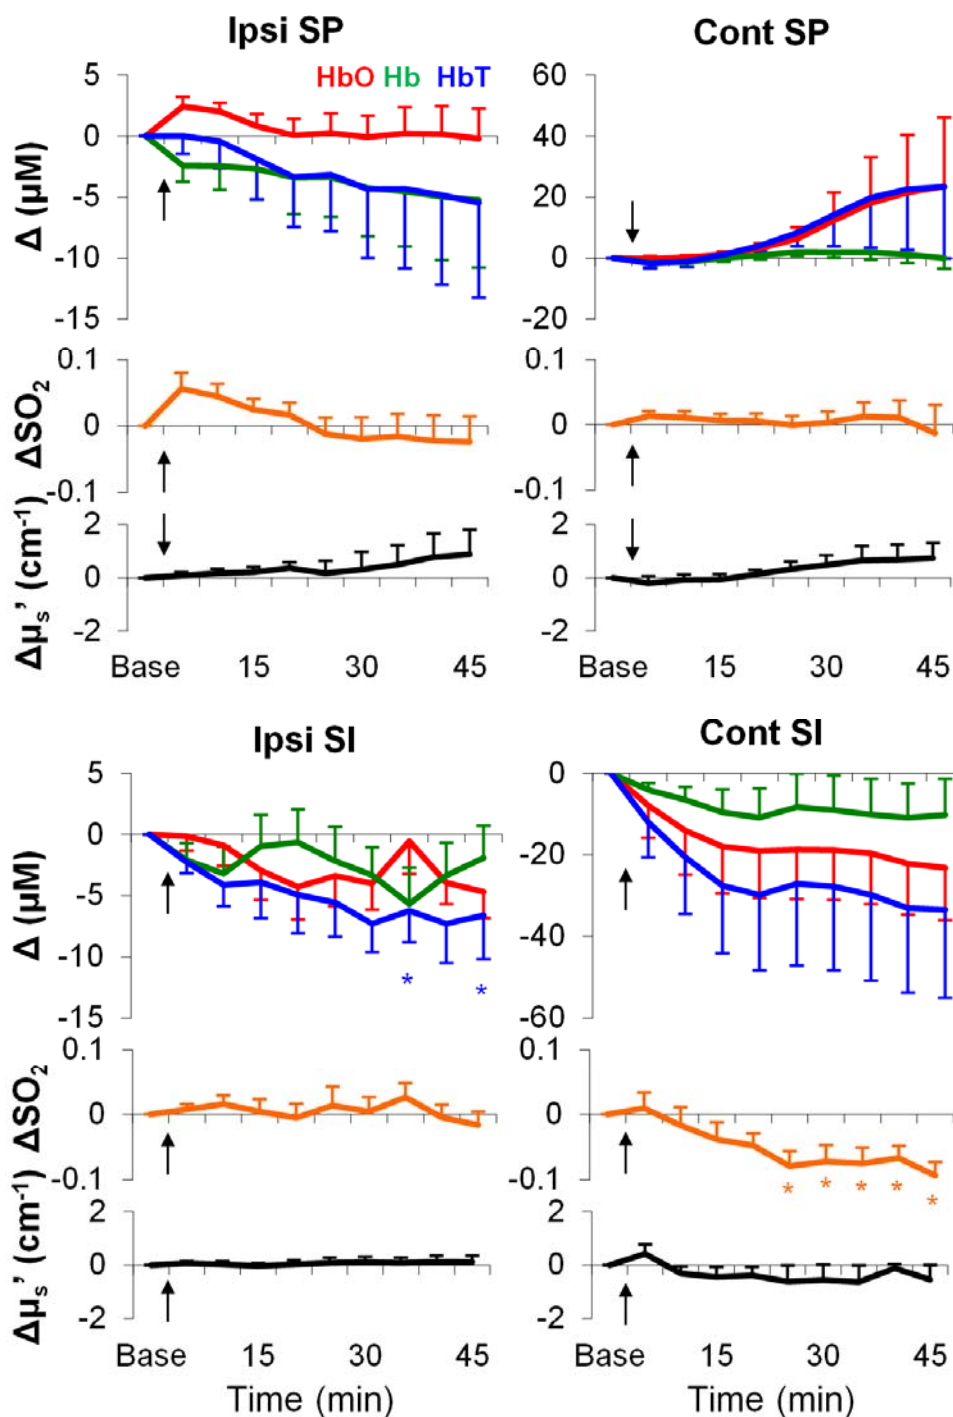 Ipsi SP
Cont SP
HbO Hb HbT
Δ (μM)
5
0
-5
-10
-15
60
40
20
0
-20
ΔSO2
0.1
0
-0.1
0.1
0
-0.1
Δμs’ (cm-1)
2
0
-2
2
0
-2
Base 15 30 45
Base 15 30 45
Ipsi SI
Cont SI
Δ (μM)
5
0
-5
-10
-15
* *
0
-20
-40
-60
ΔSO2
0.1
0
-0.1
0.1
0
-0.1
* * * * *
Δμs’ (cm-1)
2
0
-2
2
0
-2
Base 15 30 45
Base 15 30 45
Time (min)
Time (min)